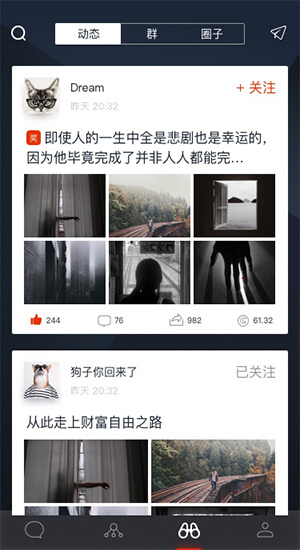 动态 群 圈子
Dream
+ 关注
昨天 20:32
奖 即使人的一生中全是悲剧也是幸运的，
因为他毕竟完成了并非人人都能完...
244 76 982 61.32
狗子你回来了
已关注
昨天 20:32
从此走上财富自由之路